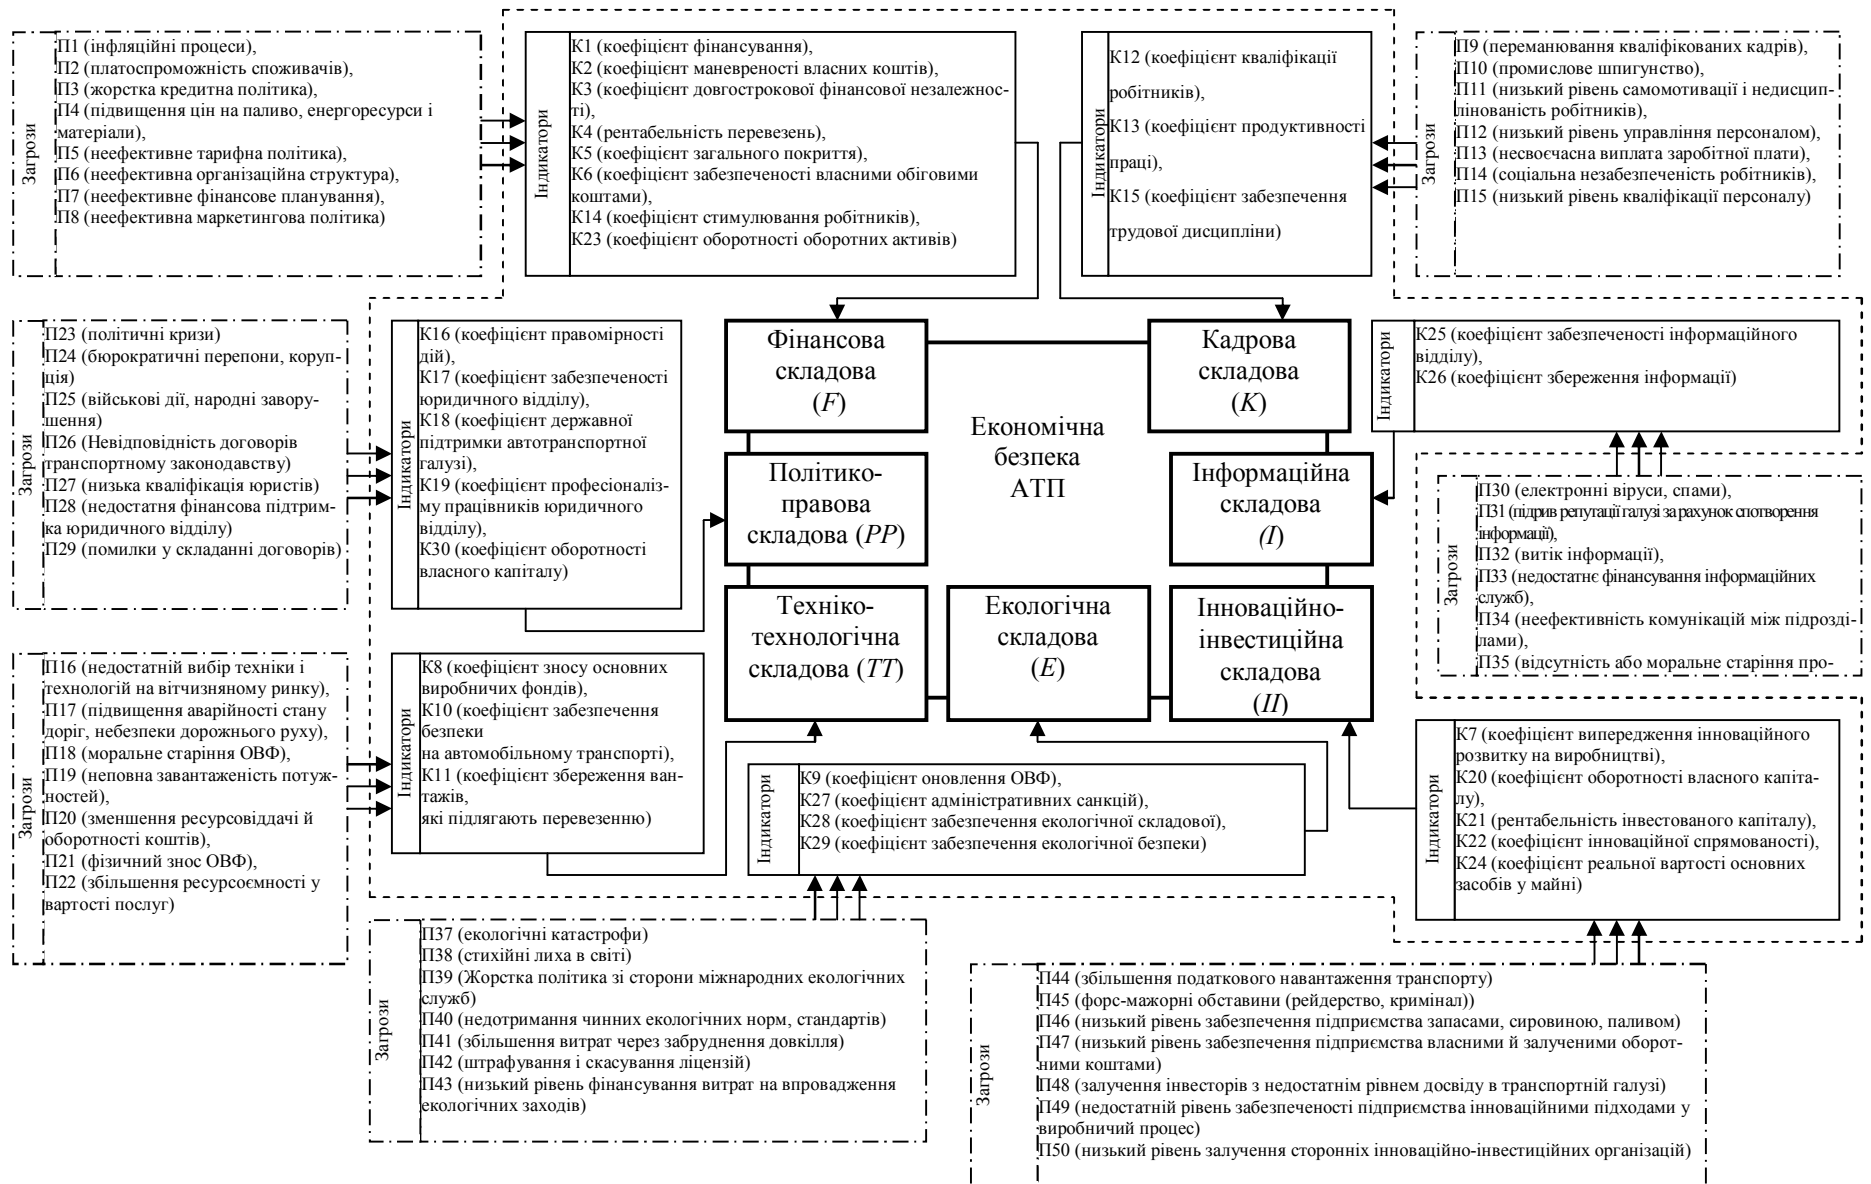 Загрози
П1 (інфляційні процеси),
П2 (платоспроможність споживачів),
П3 (жорстка кредитна політика),
П4 (підвищення цін на паливо, енергоресурси і
матеріали),
П5 (неефективне тарифна політика),
П6 (неефективна організаційна структура),
П7 (неефективне фінансове планування),
П8 (неефективна маркетингова політика)
Індикатори
К1 (коефіцієнт фінансування),
К2 (коефіцієнт маневреності власних коштів),
К3 (коефіцієнт довгострокової фінансової незалежнос-
ті),
К4 (рентабельність перевезень),
К5 (коефіцієнт загального покриття),
К6 (коефіцієнт забезпеченості власними обіговими
коштами),
К14 (коефіцієнт стимулювання робітників),
К23 (коефіцієнт оборотності оборотних активів)
Індикатори
К12 (коефіцієнт кваліфікації
робітників),
К13 (коефіцієнт продуктивності
праці),
К15 (коефіцієнт забезпечення
трудової дисципліни)
Загрози
П9 (переманювання кваліфікованих кадрів),
П10 (промислове шпигунство),
П11 (низький рівень самомотивації і недисцип-
лінованість робітників),
П12 (низький рівень управління персоналом),
П13 (несвоєчасна виплата заробітної плати),
П14 (соціальна незабезпеченість робітників),
П15 (низький рівень кваліфікації персоналу)
Загрози
П23 (політичні кризи)
П24 (бюрократичні перепони, коруп-
ція)
П25 (військові дії, народні завору-
шення)
П26 (Невідповідність договорів
транспортному законодавству)
П27 (низька кваліфікація юристів)
П28 (недостатня фінансова підтрим-
ка юридичного відділу)
П29 (помилки у складанні договорів)
Індикатори
К16 (коефіцієнт правомірності
дій),
К17 (коефіцієнт забезпеченості
юридичного відділу),
К18 (коефіцієнт державної
підтримки автотранспортної
галузі),
К19 (коефіцієнт професіоналіз-
му працівників юридичного
відділу),
К30 (коефіцієнт оборотності
власного капіталу)
Фінансова
складова
(F)
Кадрова
складова
(K)
Економічна
безпека
АТП
Політико-
правова
складова (PP)
Інформаційна
складова
(I)
Техніко-
технологічна
складова (TT)
Екологічна
складова
(E)
Інноваційно-
інвестиційна
складова
(II)
Індикатори
К25 (коефіцієнт забезпеченості інформаційного
відділу),
К26 (коефіцієнт збереження інформації)
Загрози
П30 (електронні віруси, спами),
П31 (підрив репутації галузі за рахунок спотворення
інформації),
П32 (витік інформації),
П33 (недостатнє фінансування інформаційних
служб),
П34 (неефективність комунікацій між підрозді-
лами),
П35 (відсутність або моральне старіння про-
Загрози
П16 (недостатній вибір техніки і
технологій на вітчизняному ринку),
П17 (підвищення аварійності стану
доріг, небезпеки дорожнього руху),
П18 (моральне старіння ОВФ),
П19 (неповна завантаженість потуж-
ностей),
П20 (зменшення ресурсовіддачі й
оборотності коштів),
П21 (фізичний знос ОВФ),
П22 (збільшення ресурсоємності у
вартості послуг)
Індикатори
К8 (коефіцієнт зносу основних
виробничих фондів),
К10 (коефіцієнт забезпечення
безпеки
на автомобільному транспорті),
К11 (коефіцієнт збереження ван-
тажів,
які підлягають перевезенню)
Індикатори
К9 (коефіцієнт оновлення ОВФ),
К27 (коефіцієнт адміністративних санкцій),
К28 (коефіцієнт забезпечення екологічної складової),
К29 (коефіцієнт забезпечення екологічної безпеки)
Індикатори
К7 (коефіцієнт випередження інноваційного
розвитку на виробництві),
К20 (коефіцієнт оборотності власного капіта-
лу),
К21 (рентабельність інвестованого капіталу),
К22 (коефіцієнт інноваційної спрямованості),
К24 (коефіцієнт реальної вартості основних
засобів у майні)
Загрози
П37 (екологічні катастрофи)
П38 (стихійні лиха в світі)
П39 (Жорстка політика зі сторони міжнародних екологічних
служб)
П40 (недотримання чинних екологічних норм, стандартів)
П41 (збільшення витрат через забруднення довкілля)
П42 (штрафування і скасування ліцензій)
П43 (низький рівень фінансування витрат на впровадження
екологічних заходів)
Загрози
П44 (збільшення податкового навантаження транспорту)
П45 (форс-мажорні обставини (рейдерство, кримінал))
П46 (низький рівень забезпечення підприємства запасами, сировиною, паливом)
П47 (низький рівень забезпечення підприємства власними й залученими оборот-
ними коштами)
П48 (залучення інвесторів з недостатнім рівнем досвіду в транспортній галузі)
П49 (недостатній рівень забезпеченості підприємства інноваційними підходами у
виробничий процес)
П50 (низький рівень залучення сторонніх інноваційно-інвестиційних організацій)